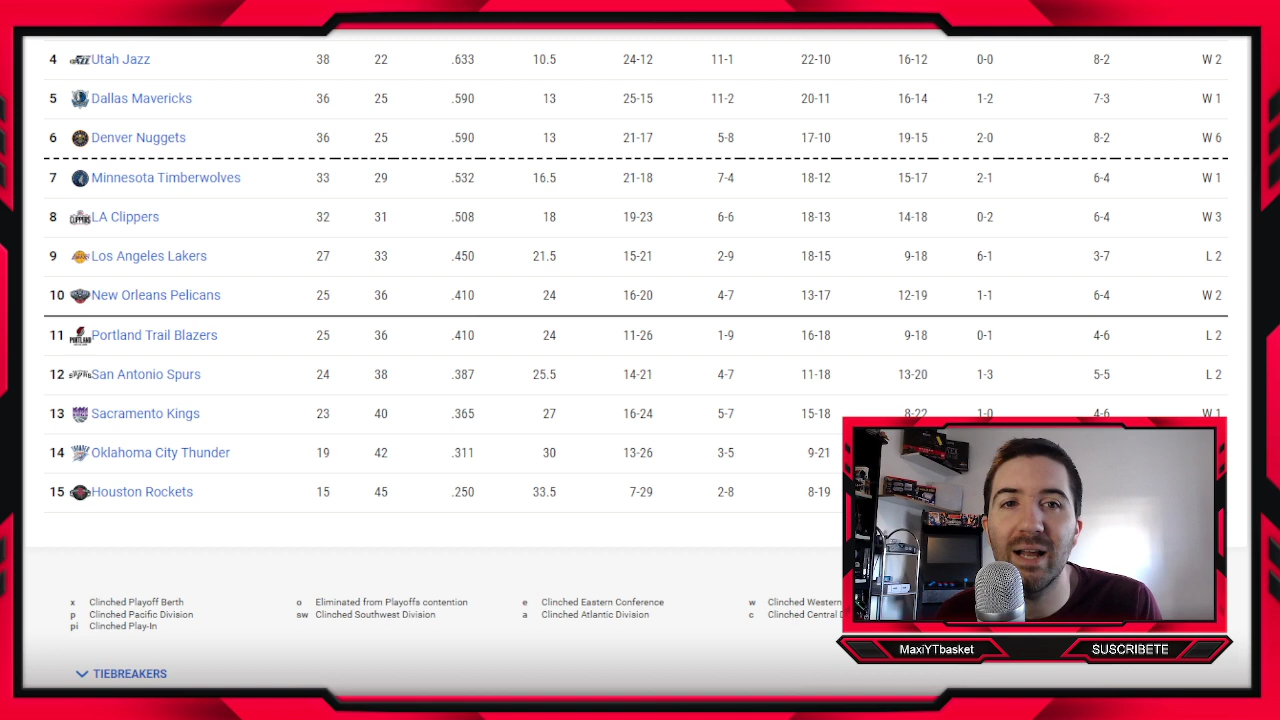 4 Utah Jazz 38 22 .633 10.5 24-12 11-1 22-10 16-12 0-0 8-2 W 2
5 Dallas Mavericks 36 25 .590 13 25-15 11-2 20-11 16-14 1-2 7-3 W 1
6 Denver Nuggets 36 25 .590 13 21-17 5-8 17-10 19-15 2-0 8-2 W 6
7 Minnesota Timberwolves 33 29 .532 16.5 21-18 7-4 18-12 15-17 2-1 6-4 W 1
8 LA Clippers 32 31 .508 18 19-23 6-6 18-13 14-18 0-2 6-4 W 3
9 Los Angeles Lakers 27 33 .450 21.5 15-21 2-9 18-15 9-18 6-1 3-7 L 2
10 New Orleans Pelicans 25 36 .410 24 16-20 4-7 13-17 12-19 1-1 6-4 W 2
11 Portland Trail Blazers 25 36 .410 24 11-26 1-9 16-18 9-18 0-1 4-6 L 2
12 San Antonio Spurs 24 38 .387 25.5 14-21 4-7 11-18 13-20 1-3 5-5 L 2
13 Sacramento Kings 23 40 .365 27 16-24 5-7 15-18 8-22 1-0 4-6 W 1
14 Oklahoma City Thunder 19 42 .311 30 13-26 3-5 9-21
15 Houston Rockets 15 45 .250 33.5 7-29 2-8 8-19
x Clinched Playoff Berth o Eliminated from Playoffs contention e Clinched Eastern Conference w Clinched Western
p Clinched Pacific Division sw Clinched Southwest Division a Clinched Atlantic Division c Clinched Central D
pi Clinched Play-In
MaxiYTbasket SUSCRIBETE
TIEBREAKERS